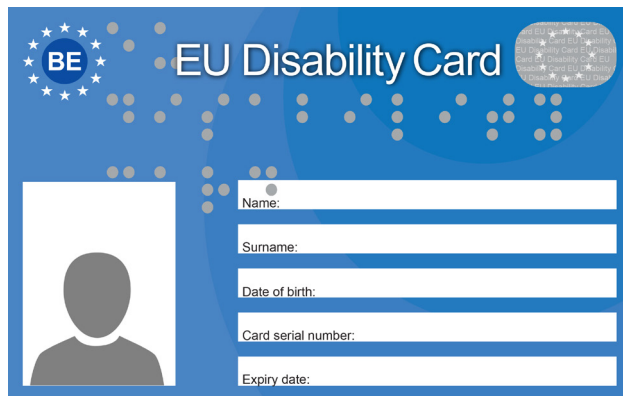 BE
EU Disability Card
Name:
Surname:
Date of birth:
Card serial number:
Expiry date: